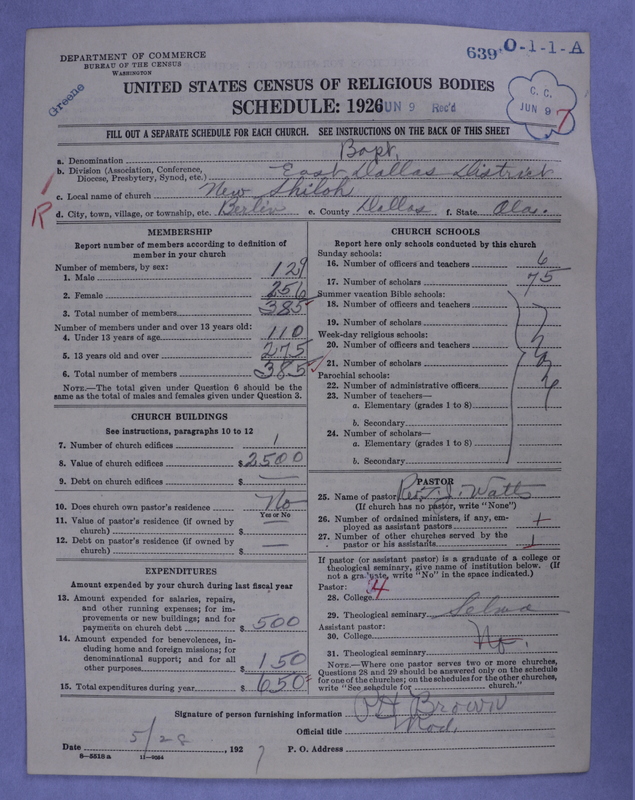 639 O-1-1-A
DEPARTMENT OF COMMERCE
BUREAU OF THE CENSUS
WASHINGTON
Greene
UNITED STATES CENSUS OF RELIGIOUS BODIES
SCHEDULE: 1926
UN 9 Rec'd
C. C.
JUN 9 7
FILL OUT A SEPARATE SCHEDULE FOR EACH CHURCH. SEE INSTRUCTIONS ON THE BACK OF THIS SHEET
a. Denomination Bapt.
b. Division (Association, Conference, Diocese, Presbytery, Synod, etc.) East Dallas District
c. Local name of church New Shiloh
R
d. City, town, village, or township, etc. Berlin e. County Dallas f. State Ala.
MEMBERSHIP
Report number of members according to definition of
member in your church
Number of members, by sex:
1. Male 129
2. Female 256
3. Total number of members 385
Number of members under and over 13 years old:
4. Under 13 years of age 110
5. 13 years old and over 275
6. Total number of members 385
NOTE.—The total given under Question 6 should be the
same as the total of males and females given under Question 3.
CHURCH BUILDINGS
See instructions, paragraphs 10 to 12
7. Number of church edifices 1
8. Value of church edifices $2500
9. Debt on church edifices $ —
10. Does church own pastor's residence No
Yes or No
11. Value of pastor's residence (if owned by
church) $
12. Debt on pastor's residence (if owned by
church) $ —
EXPENDITURES
Amount expended by your church during last fiscal year
13. Amount expended for salaries, repairs,
and other running expenses; for im-
provements or new buildings; and for
payments on church debt $ 500
14. Amount expended for benevolences, in-
cluding home and foreign missions; for
denominational support; and for all
other purposes $ 150
15. Total expenditures during year $ 650
CHURCH SCHOOLS
Report here only schools conducted by this church
Sunday schools:
16. Number of officers and teachers 6
17. Number of scholars 75
Summer vacation Bible schools:
18. Number of officers and teachers
19. Number of scholars
Week-day religious schools:
20. Number of officers and teachers
21. Number of scholars
Parochial schools:
22. Number of administrative officers
23. Number of teachers—
a. Elementary (grades 1 to 8)
b. Secondary
24. Number of scholars—
a. Elementary (grades 1 to 8)
b. Secondary
PASTOR
25. Name of pastor Rev. J. Watts
(If church has no pastor, write "None")
26. Number of ordained ministers, if any, em-
ployed as assistant pastors
27. Number of other churches served by the
pastor or his assistants 1
If pastor (or assistant pastor) is a graduate of a college or
theological seminary, give name of institution below. (If
not a graduate, write "No" in the space indicated.)
Pastor: 4
28. College
29. Theological seminary Selma
Assistant pastor:
30. College No.
31. Theological seminary
NOTE.—Where one pastor serves two or more churches,
Questions 28 and 29 should be answered only on the schedule
for one of the churches; on the schedules for the other churches,
write "See schedule for church."
Signature of person furnishing information P H Brown
Official title Mod.
Date 5/28, 1927 P. O. Address
8-5518a 11-9064